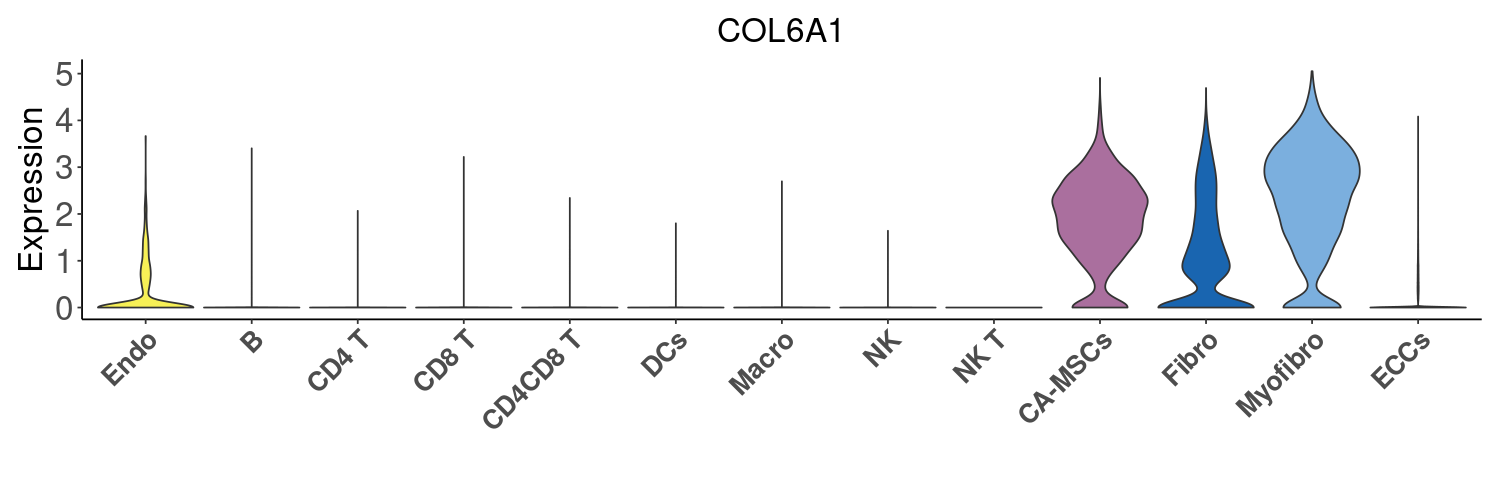 COL6A1
Expression
5
4
3
2
1
0
Endo
B
CD4 T
CD8 T
CD4CD8 T
DCs
Macro
NK
NK T
CA-MSCs
Fibro
Myofibro
ECCs